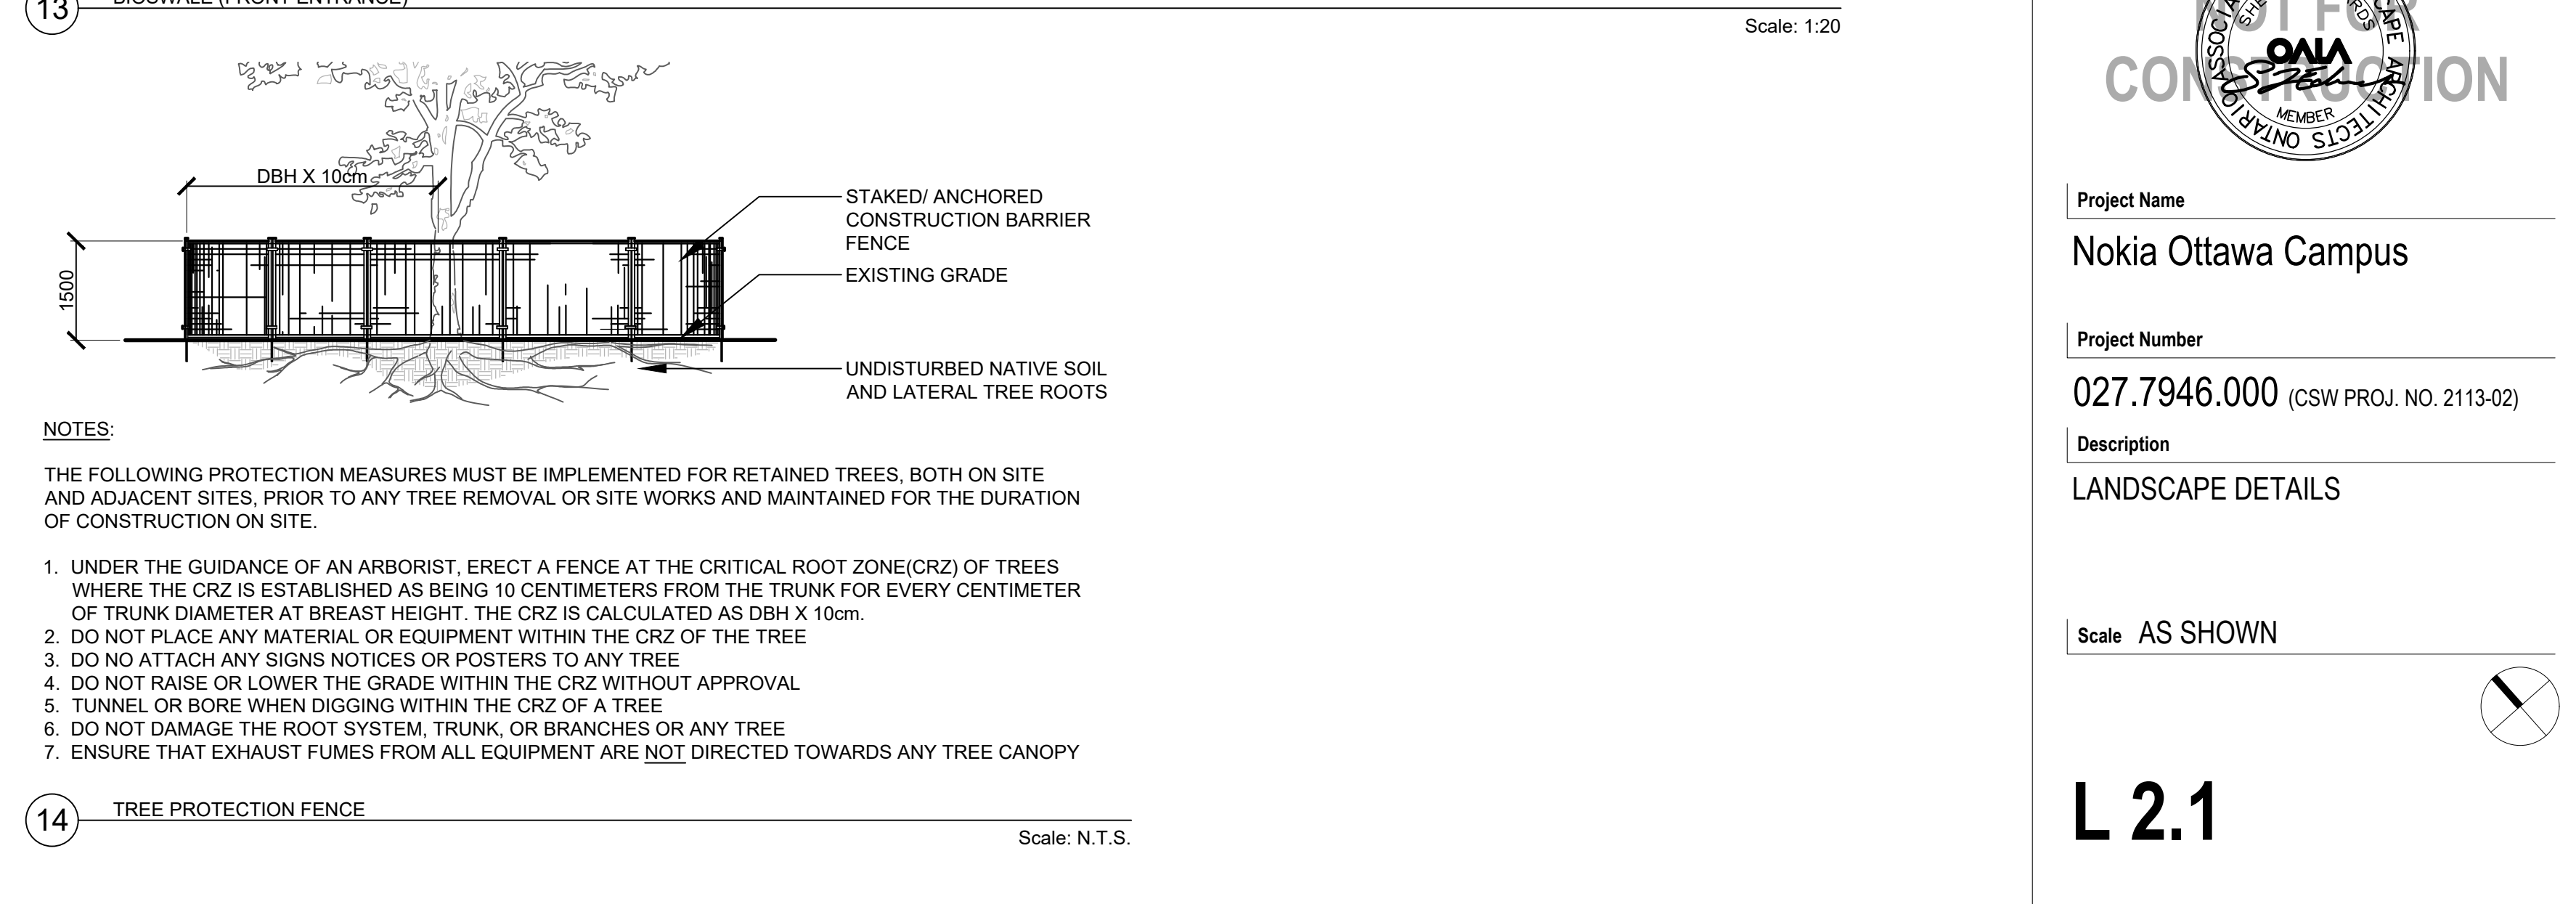 13 BIOSWALE (FRONT ENTRANCE)
Scale: 1:20
DBH X 10cm
1500
STAKED/ ANCHORED
CONSTRUCTION BARRIER
FENCE
EXISTING GRADE
UNDISTURBED NATIVE SOIL
AND LATERAL TREE ROOTS
NOTES:
THE FOLLOWING PROTECTION MEASURES MUST BE IMPLEMENTED FOR RETAINED TREES, BOTH ON SITE
AND ADJACENT SITES, PRIOR TO ANY TREE REMOVAL OR SITE WORKS AND MAINTAINED FOR THE DURATION
OF CONSTRUCTION ON SITE.
1. UNDER THE GUIDANCE OF AN ARBORIST, ERECT A FENCE AT THE CRITICAL ROOT ZONE(CRZ) OF TREES
WHERE THE CRZ IS ESTABLISHED AS BEING 10 CENTIMETERS FROM THE TRUNK FOR EVERY CENTIMETER
OF TRUNK DIAMETER AT BREAST HEIGHT. THE CRZ IS CALCULATED AS DBH X 10cm.
2. DO NOT PLACE ANY MATERIAL OR EQUIPMENT WITHIN THE CRZ OF THE TREE
3. DO NO ATTACH ANY SIGNS NOTICES OR POSTERS TO ANY TREE
4. DO NOT RAISE OR LOWER THE GRADE WITHIN THE CRZ WITHOUT APPROVAL
5. TUNNEL OR BORE WHEN DIGGING WITHIN THE CRZ OF A TREE
6. DO NOT DAMAGE THE ROOT SYSTEM, TRUNK, OR BRANCHES OR ANY TREE
7. ENSURE THAT EXHAUST FUMES FROM ALL EQUIPMENT ARE NOT DIRECTED TOWARDS ANY TREE CANOPY
14 TREE PROTECTION FENCE
Scale: N.T.S.
NOT FOR
CONSTRUCTION
OALA
MEMBER
ARCHITECTS ONTARIO
Project Name
Nokia Ottawa Campus
Project Number
027.7946.000 (CSW PROJ. NO. 2113-02)
Description
LANDSCAPE DETAILS
Scale AS SHOWN
L 2.1